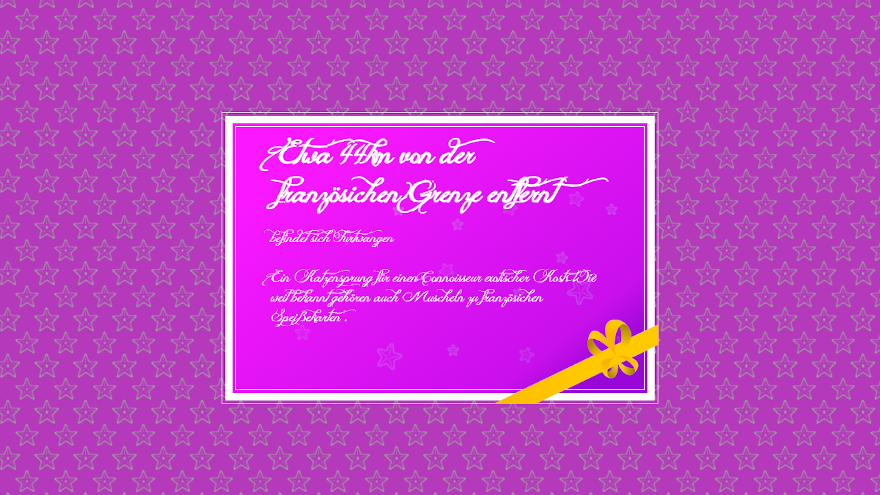 Etwa 44km von der
französichen Grenze entfernt
befindet sich Furtwangen
Ein Katzensprung für einen Connoisseur exotischer Kost. Wie
weit bekannt gehören auch Muscheln zu französichen
Speißekarten .